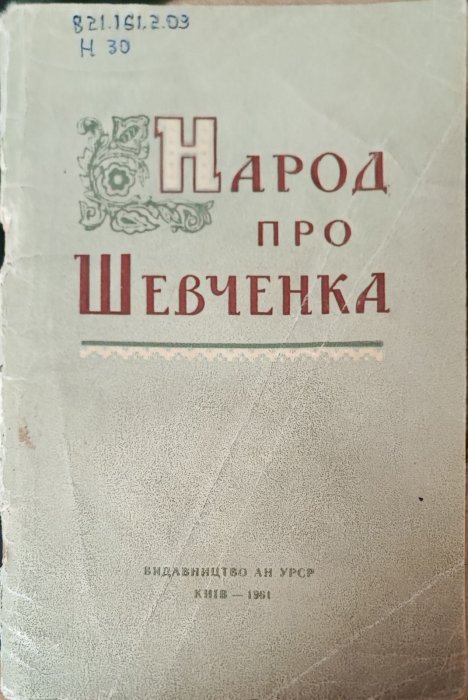 821.161.2.09
Н 30
НАРОД
ПРО
ШЕВЧЕНКА
ВИДАВНИЦТВО АН УРСР
КИЇВ — 1961